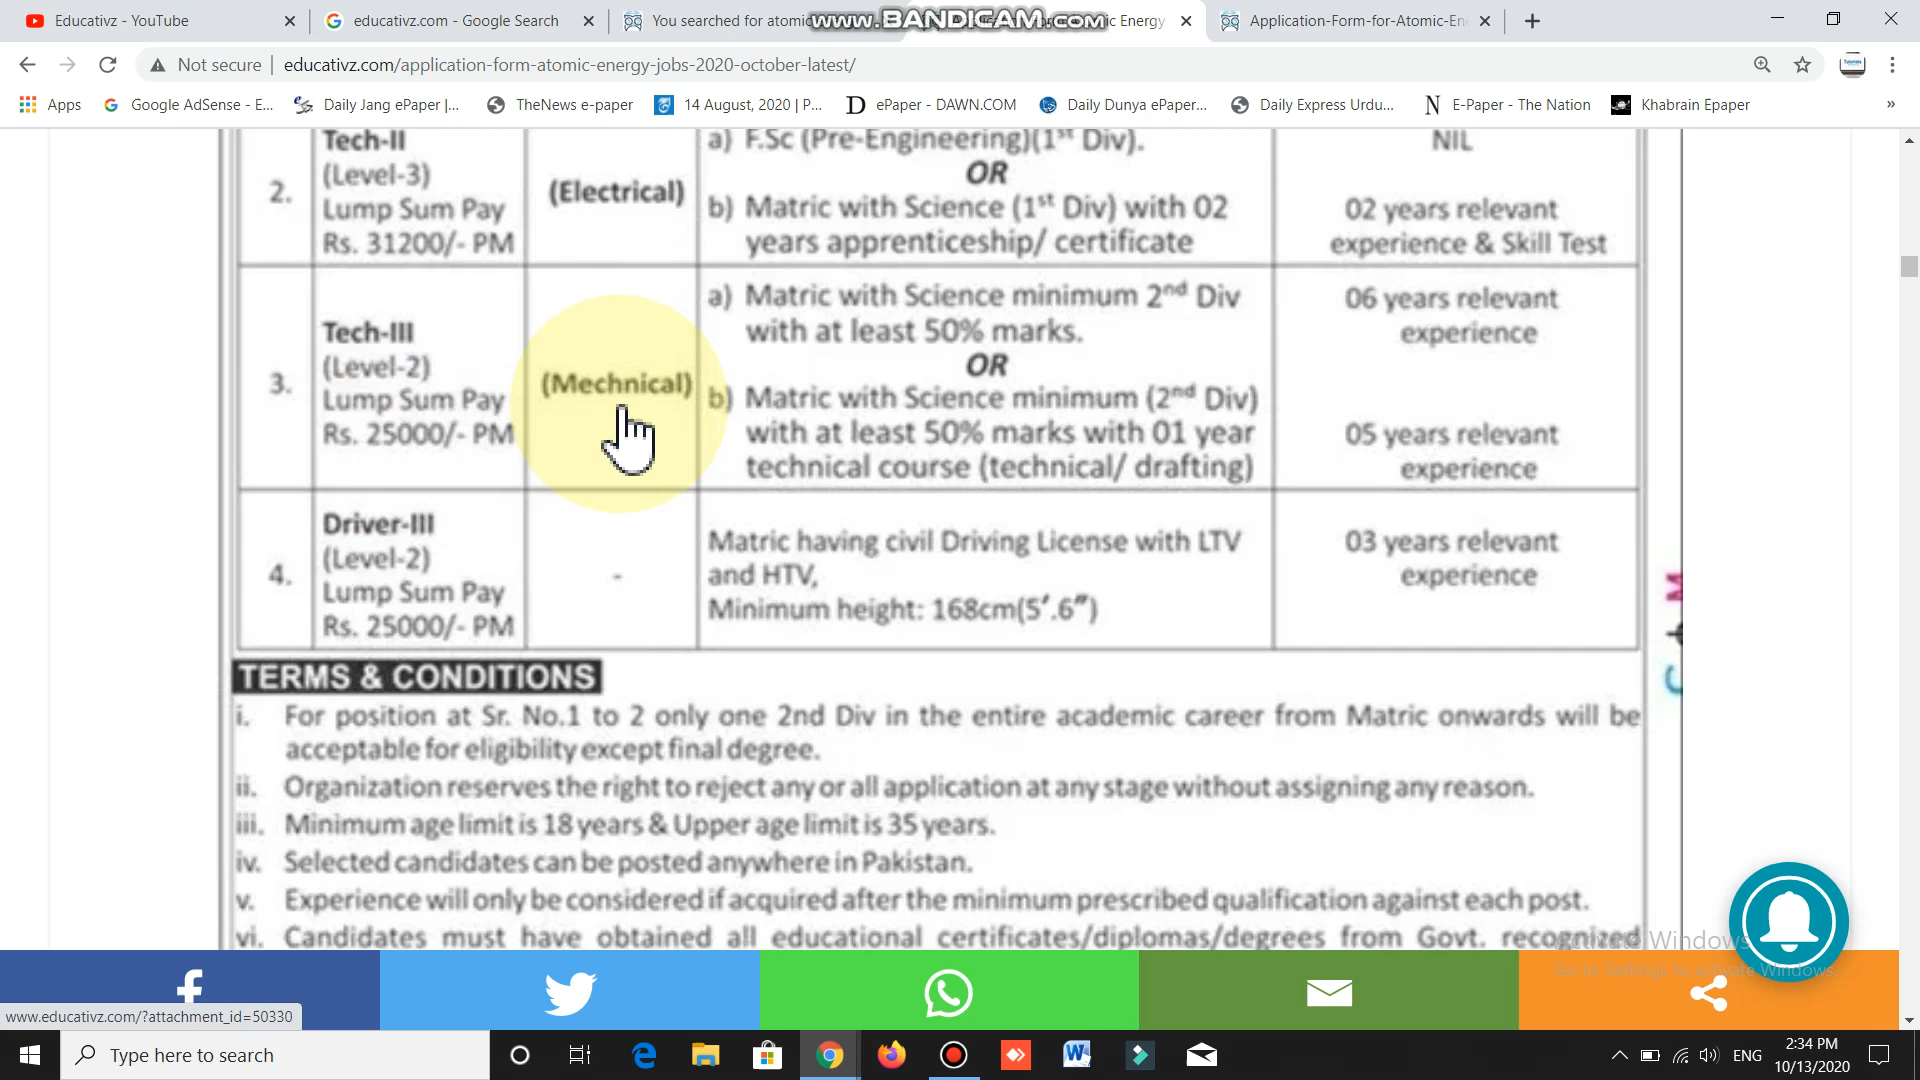 Educativz - YouTube
educativz.com - Google Search
You searched for atomic
Atomic Energy
Application-Form-for-Atomic-En
www.BANDICAM.com
Not secure | educativz.com/application-form-atomic-energy-jobs-2020-october-latest/
Apps
Google AdSense - E...
Daily Jang ePaper |...
TheNews e-paper
14 August, 2020 | P...
ePaper - DAWN.COM
Daily Dunya ePaper...
Daily Express Urdu...
E-Paper - The Nation
Khabrain Epaper
»
2.
Tech-II
(Level-3)
Lump Sum Pay
Rs. 31200/- PM
(Electrical)
a) F.Sc (Pre-Engineering)(1st Div).
OR
b) Matric with Science (1st Div) with 02
years apprenticeship/ certificate
NIL
02 years relevant
experience & Skill Test
3.
Tech-III
(Level-2)
Lump Sum Pay
Rs. 25000/- PM
(Mechnical)
a) Matric with Science minimum 2nd Div
with at least 50% marks.
OR
b) Matric with Science minimum (2nd Div)
with at least 50% marks with 01 year
technical course (technical/ drafting)
06 years relevant
experience
05 years relevant
experience
4.
Driver-III
(Level-2)
Lump Sum Pay
Rs. 25000/- PM
-
Matric having civil Driving License with LTV
and HTV,
Minimum height: 168cm(5′.6″)
03 years relevant
experience
M
C
TERMS & CONDITIONS
i. For position at Sr. No.1 to 2 only one 2nd Div in the entire academic career from Matric onwards will be
acceptable for eligibility except final degree.
ii. Organization reserves the right to reject any or all application at any stage without assigning any reason.
iii. Minimum age limit is 18 years & Upper age limit is 35 years.
iv. Selected candidates can be posted anywhere in Pakistan.
v. Experience will only be considered if acquired after the minimum prescribed qualification against each post.
vi. Candidates must have obtained all educational certificates/diplomas/degrees from Govt. recognized
Activate Windows
Go to Settings to activate Windows.
www.educativz.com/?attachment_id=50330
Type here to search
ENG
2:34 PM
10/13/2020